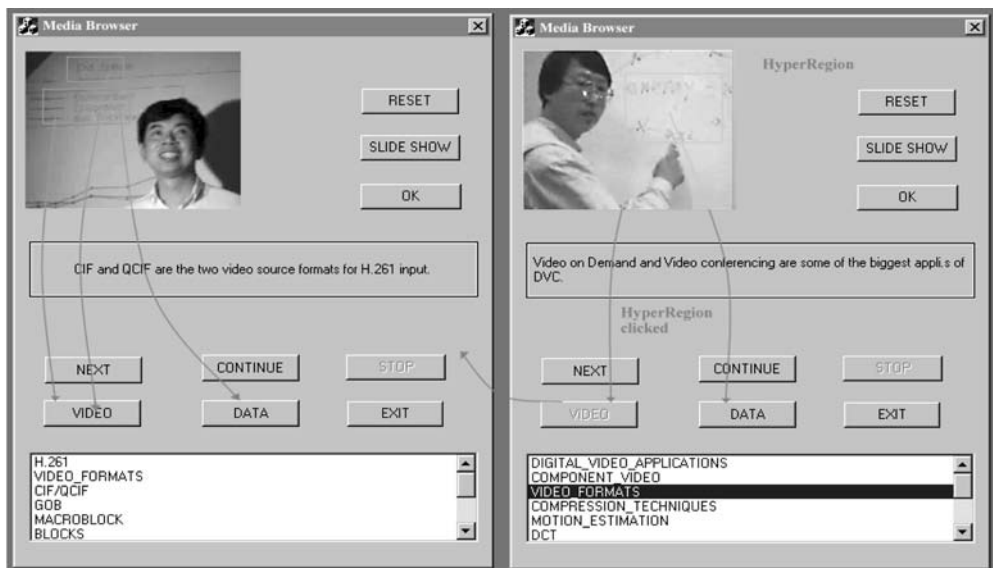 Media Browser
RESET
SLIDE SHOW
OK
CIF and QCIF are the two video source formats for H.261 input.
NEXT
CONTINUE
STOP
VIDEO
DATA
EXIT
H.261
VIDEO_FORMATS
CIF/QCIF
GOB
MACROBLOCK
BLOCKS
Media Browser
HyperRegion
RESET
SLIDE SHOW
OK
Video on Demand and Video conferencing are some of the biggest appli.s of
DVC.
HyperRegion
clicked
NEXT
CONTINUE
STOP
VIDEO
DATA
EXIT
DIGITAL_VIDEO_APPLICATIONS
COMPONENT_VIDEO
VIDEO_FORMATS
COMPRESSION_TECHNIQUES
MOTION_ESTIMATION
DCT